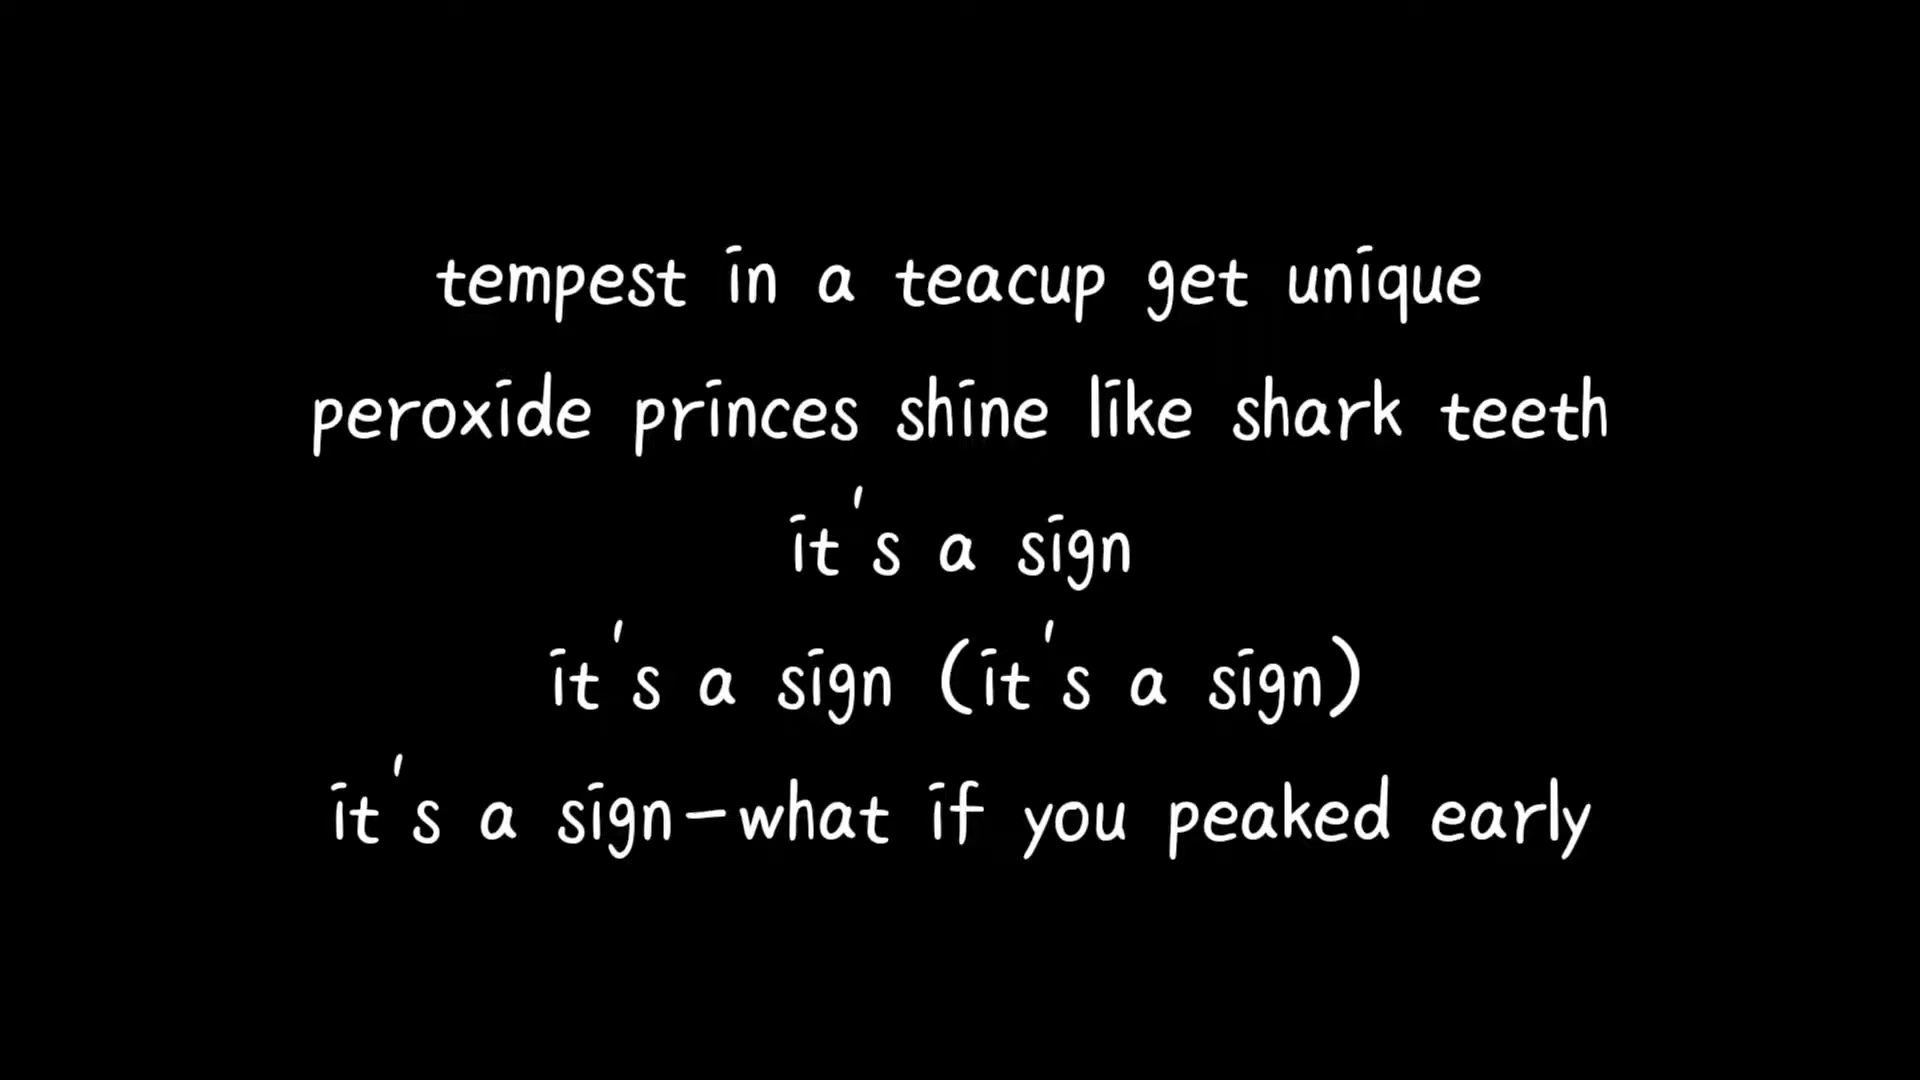 tempest in a teacup get unique
peroxide princes shine like shark teeth
it's a sign
it's a sign (it's a sign)
it's a sign-what if you peaked early